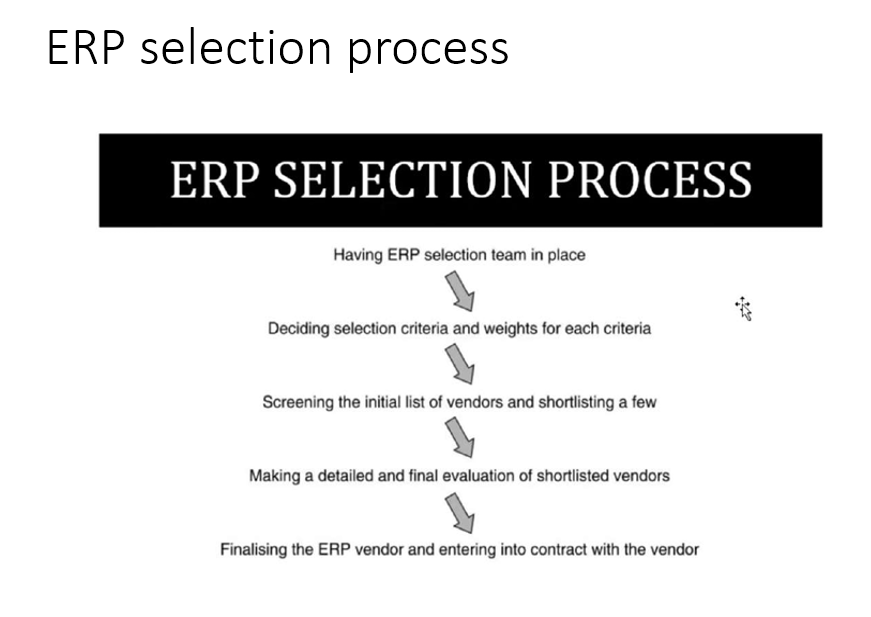 ERP selection process
ERP SELECTION PROCESS
Having ERP selection team in place
Deciding selection criteria and weights for each criteria
Screening the initial list of vendors and shortlisting a few
Making a detailed and final evaluation of shortlisted vendors
Finalising the ERP vendor and entering into contract with the vendor